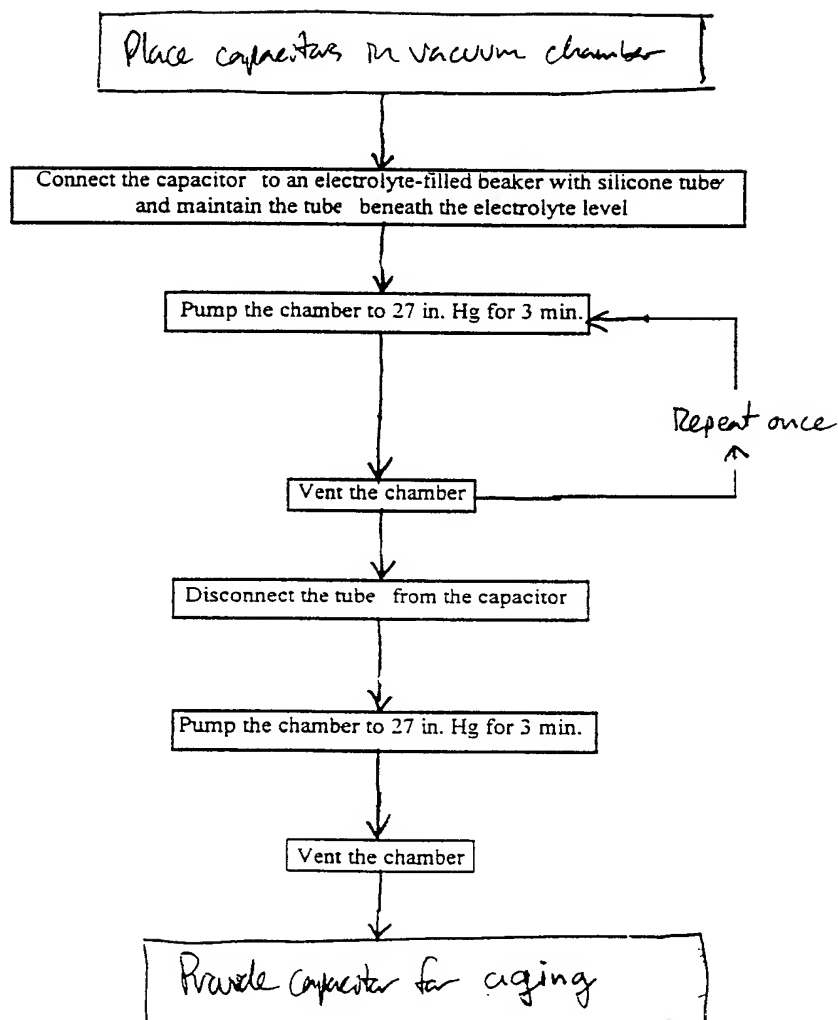 Place capacitors in vacuum chamber
Connect the capacitor to an electrolyte-filled beaker with silicone tube
and maintain the tube beneath the electrolyte level
Pump the chamber to 27 in. Hg for 3 min.
Repeat once
Vent the chamber
Disconnect the tube from the capacitor
Pump the chamber to 27 in. Hg for 3 min.
Vent the chamber
Provide capacitor for aging